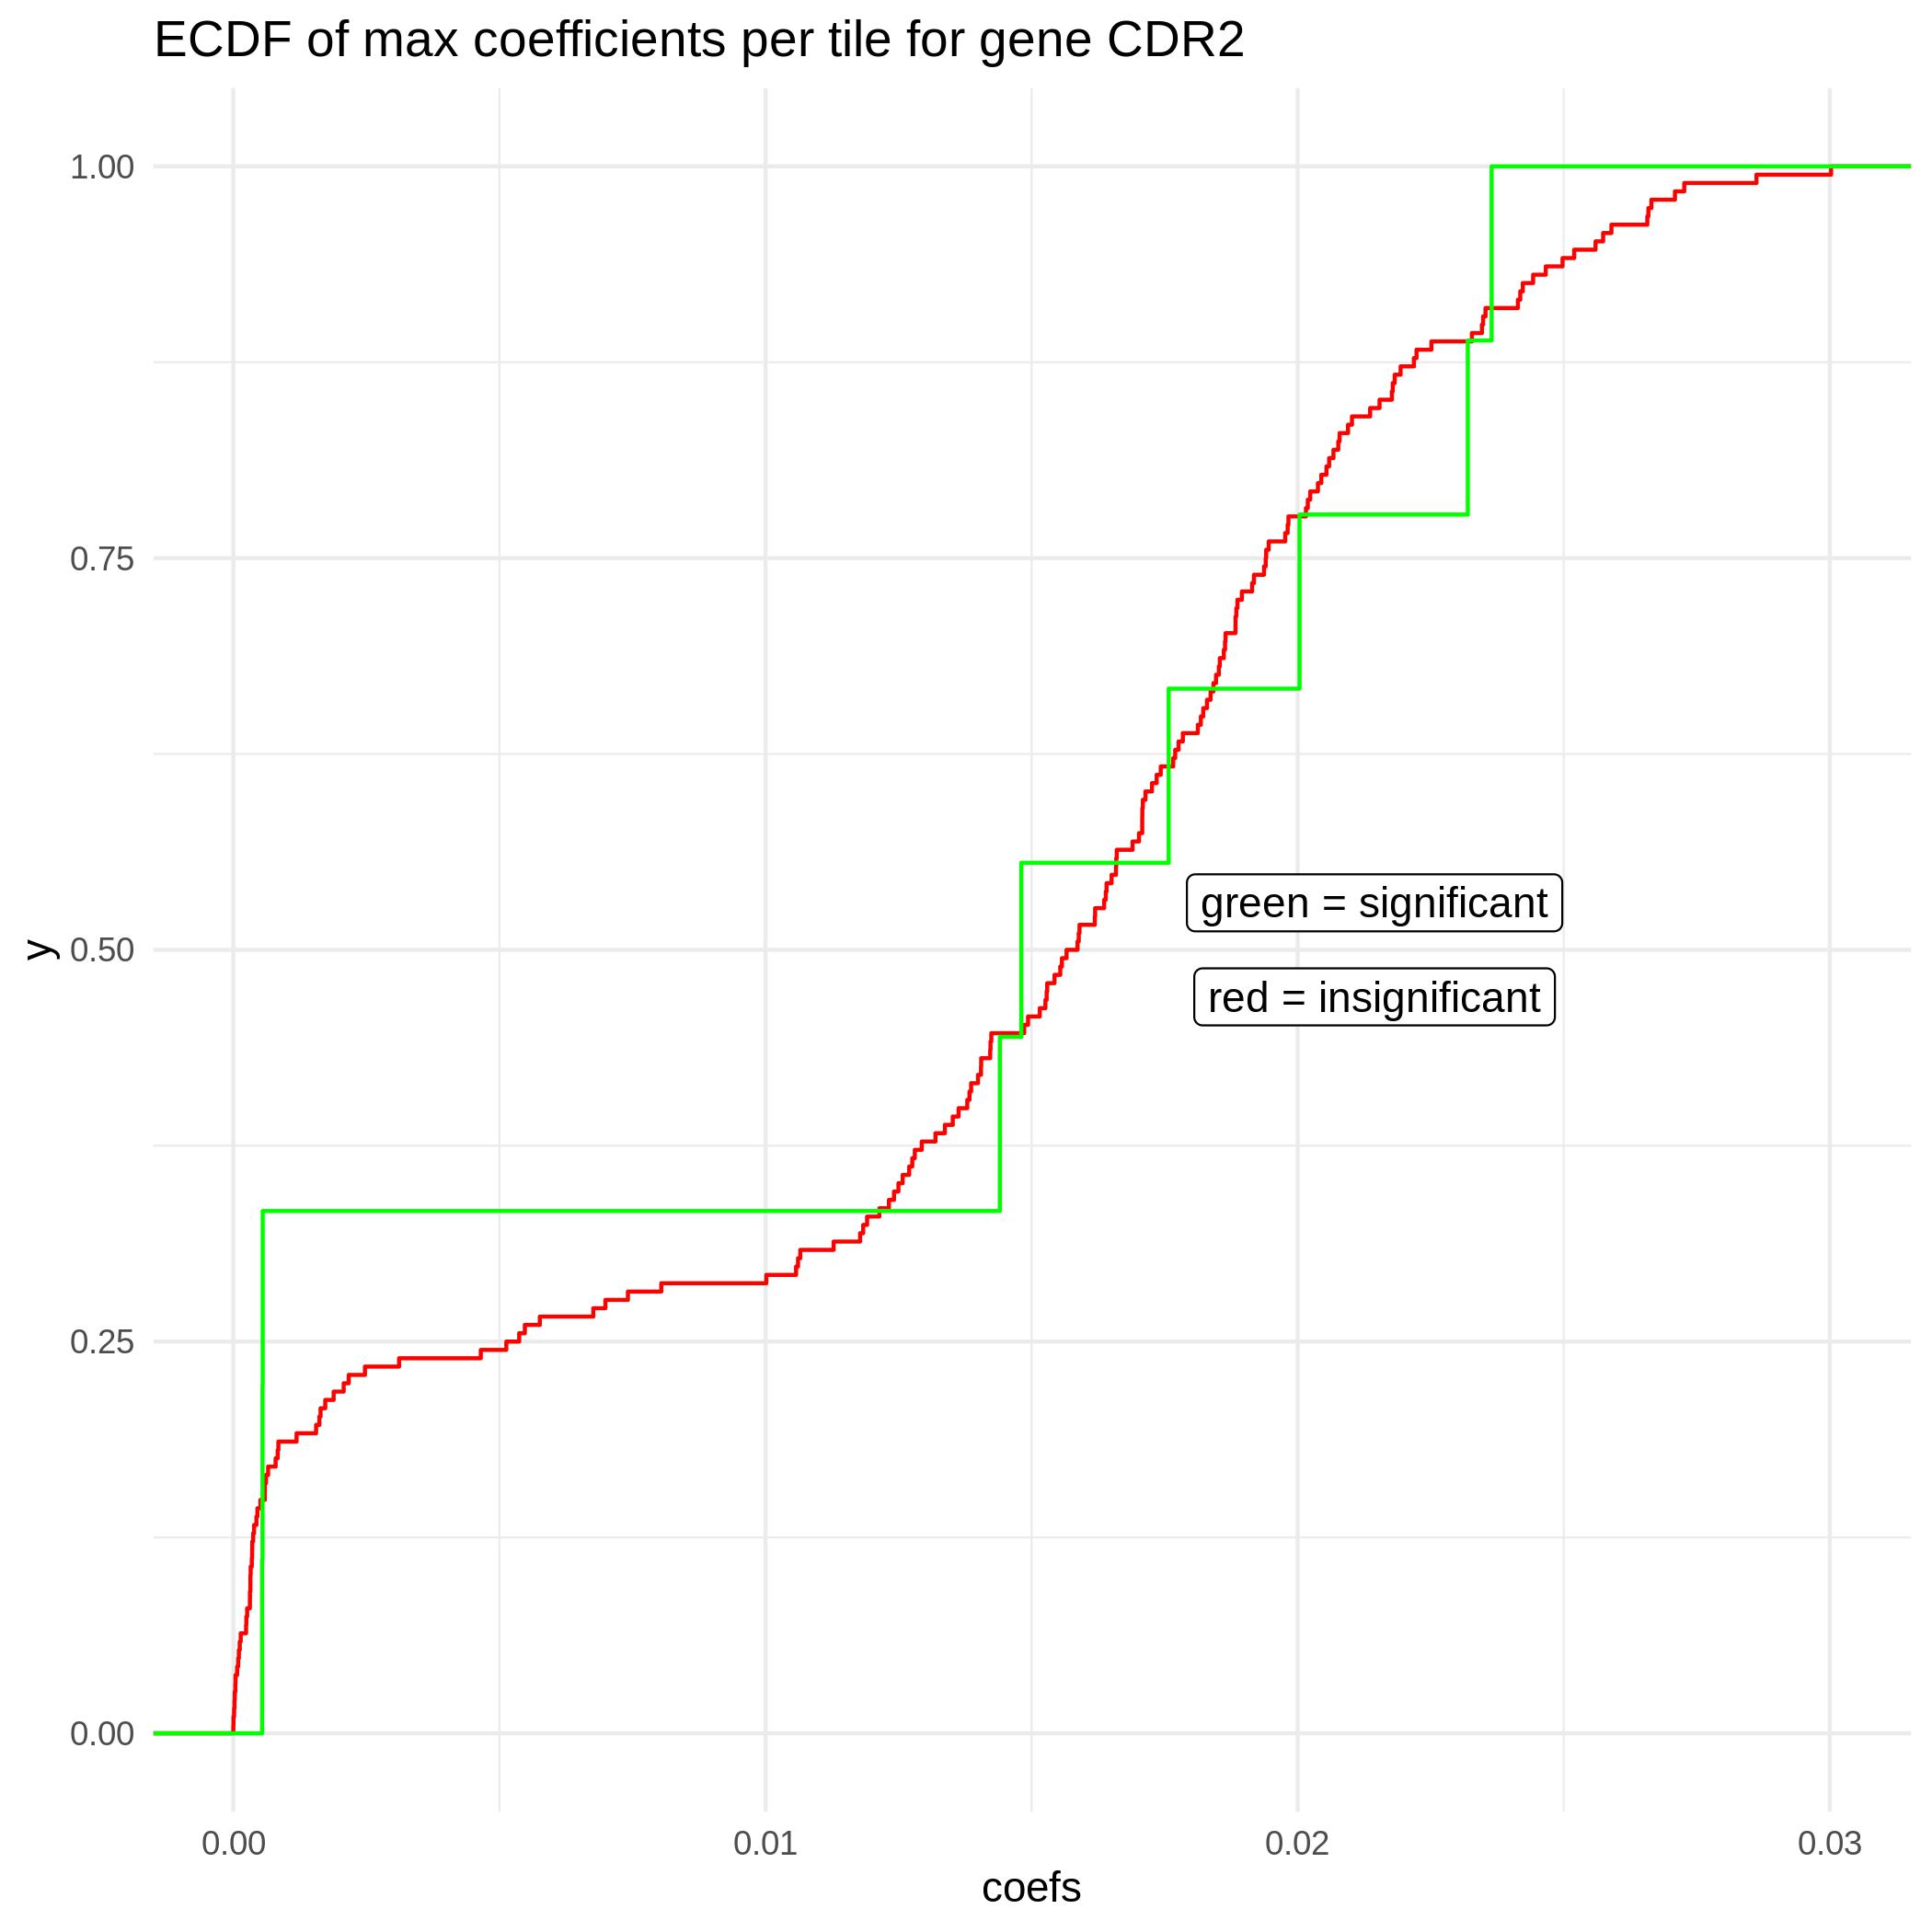 ECDF of max coefficients per tile for gene CDR2
1.00
0.75
0.50
0.25
0.00
y
green = significant
red = insignificant
0.00 0.01 0.02 0.03
coefs